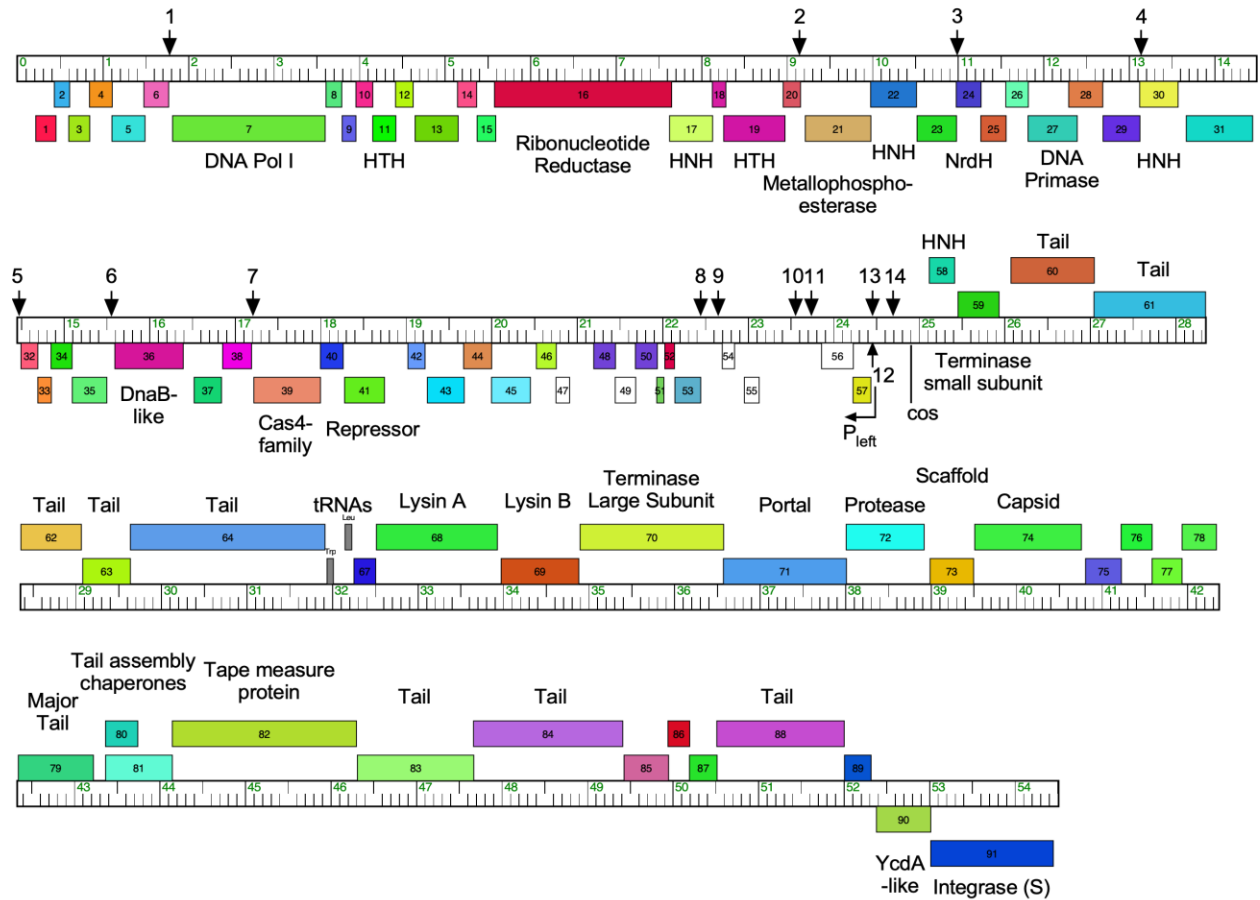 1 2 3 4
0 1 2 3 4 5 6 7 8 9 10 11 12 13 14
2 4 6 8 10 12 14 16 18 20 22 24 26 28 30
1 3 5 7 9 11 13 15 17 19 21 23 25 27 29 31
DNA Pol I HTH Ribonucleotide HNH HTH HNH NrdH DNA HNH
Reductase Metallophospho- Primase
esterase
HNH Tail
58 60 Tail
5 6 7 8 9 10 11 13 14 59 61
15 16 17 18 19 20 21 22 23 24 25 26 27 28
32 34 36 38 40 42 44 46 48 50 52 54 56
33 35 37 39 41 43 45 47 49 51 53 55 57 12
DnaB- Terminase
like small subunit
Cas4- Repressor cos
family P left
Scaffold
Terminase
Tail Tail Tail tRNAs Lysin A Lysin B Large Subunit Portal Protease Capsid
Leu
62 64 68 70 72 74 76 78
Trp
63 67 69 71 73 75 77
29 30 31 32 33 34 35 36 37 38 39 40 41 42
Tail assembly Tape measure
chaperones protein
Major Tail Tail Tail
Tail
80 82 84 86 88
79 81 83 85 87 89
43 44 45 46 47 48 49 50 51 52 53 54
90
91
YcdA Integrase (S)
-like